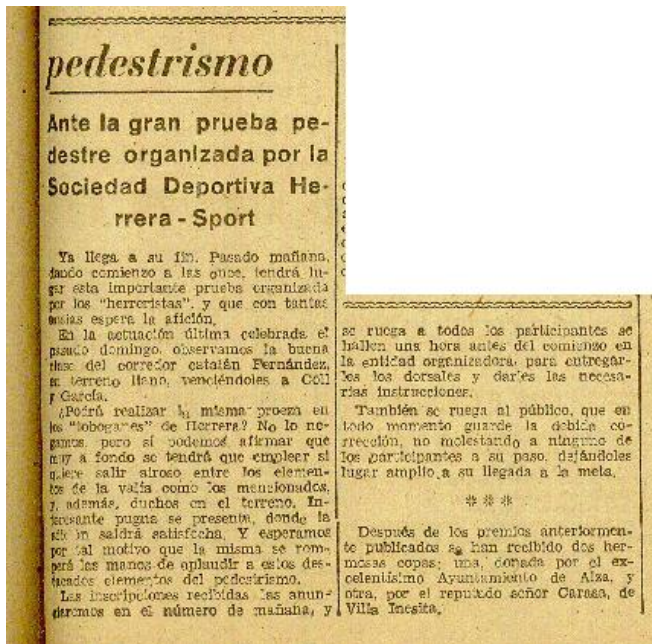 pedestrismo
Ante la gran prueba pe-
destre organizada por la
Sociedad Deportiva He-
rrera - Sport
Ya llega a su fin. Pasado mañana,
dando comienzo a las once, tendrá lu-
gar esta importante prueba organizada
por los "herreristas". y que con tantas
ansias espera la afición.
En la actuación última celebrada el
pasado domingo, observamos la buena
clase del corredor catalán Fernández,
en terreno llano, venciéndoles a Coll
y García.
¿Podrá realizar la misma proeza en
los "toboganes" de Herrera? No lo ne-
gamos, pero sí podemos afirmar que
muy a fondo se tendrá que emplear si
quiere salir airoso entre los elemen-
tos de la valía como los mencionados,
y, además, duchos en el terreno. In-
teresante pugna se presenta, donde la
afición saldrá satisfecha. Y esperamos
por tal motivo que la misma se rom-
perá las manos de aplaudir a estos des-
tacados elementos del pedestrismo.
Las inscripciones recibidas las anun-
ciaremos en el número de mañana, y
se ruega a todos los participantes se
hallen una hora antes del comienzo en
la entidad organizadora, para entregar-
les los dorsales y darles las necesa-
rias instrucciones.
También se ruega al público, que en
todo momento guarde la debida co-
rrección, no molestando a ninguno de
los participantes a su paso, dejándoles
lugar amplio a su llegada a la meta.
* * *
Después de los premios anteriormen-
te publicados se han recibido dos her-
mosas copas; una, donada por el ex-
celentísimo Ayuntamiento de Alza, y
otra, por el reputado señor Carasa, de
Villa Inesita.